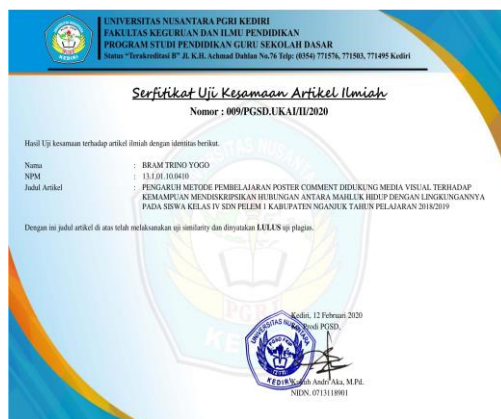 UNIVERSITAS NUSANTARA PGRI KEDIRI
FAKULTAS KEGURUAN DAN ILMU PENDIDIKAN
PROGRAM STUDI PENDIDIKAN GURU SEKOLAH DASAR
Status "Terakreditasi B" Jl. K.H. Achmad Dahlan No.76 Telp: (0354) 771576, 771503, 771495 Kediri
Serfitikat Uji Kesamaan Artikel Ilmiah
Nomor : 009/PGSD.UKAI/II/2020
Hasil Uji kesamaan terhadap artikel ilmiah dengan identitas berikut.
Nama : BRAM TRINO YOGO
NPM : 13.1.01.10.0410
Judul Artikel : PENGARUH METODE PEMBELAJARAN POSTER COMMENT DIDUKUNG MEDIA VISUAL TERHADAP
KEMAMPUAN MENDISKRIPSIKAN HUBUNGAN ANTARA MAHLUK HIDUP DENGAN LINGKUNGANNYA
PADA SISWA KELAS IV SDN PELEM 1 KABUPATEN NGANJUK TAHUN PELAJARAN 2018/2019
Dengan ini judul artikel di atas telah melaksanakan uji similarity dan dinyatakan LULUS uji plagias.
Kediri, 12 Februari 2020
Prodi PGSD,
Andri Aka, M.Pd.
NIDN. 0713118901